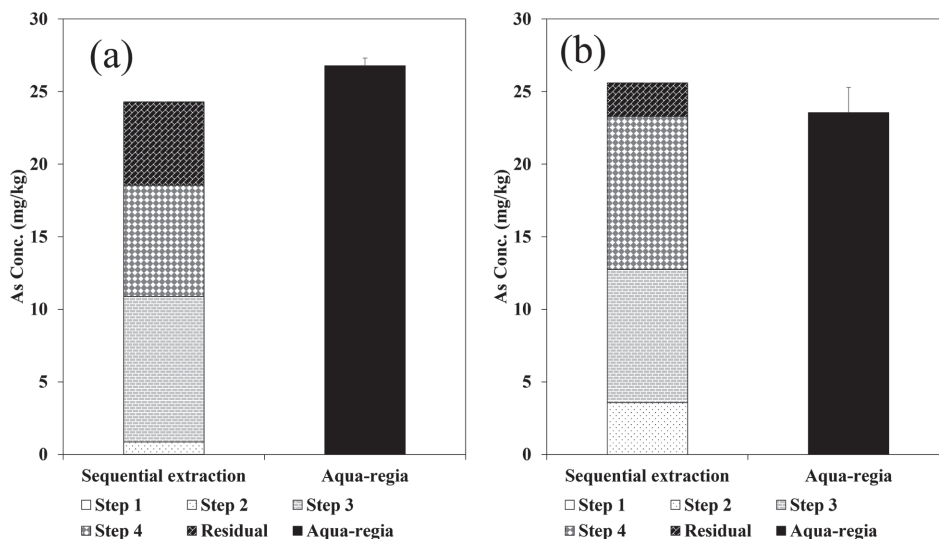 (a)
As Conc. (mg/kg)
30
25
20
15
10
5
0
Sequential extraction Aqua-regia
Step 1 Step 2 Step 3
Step 4 Residual Aqua-regia
(b)
As Conc. (mg/kg)
30
25
20
15
10
5
0
Sequential extraction Aqua-regia
Step 1 Step 2 Step 3
Step 4 Residual Aqua-regia